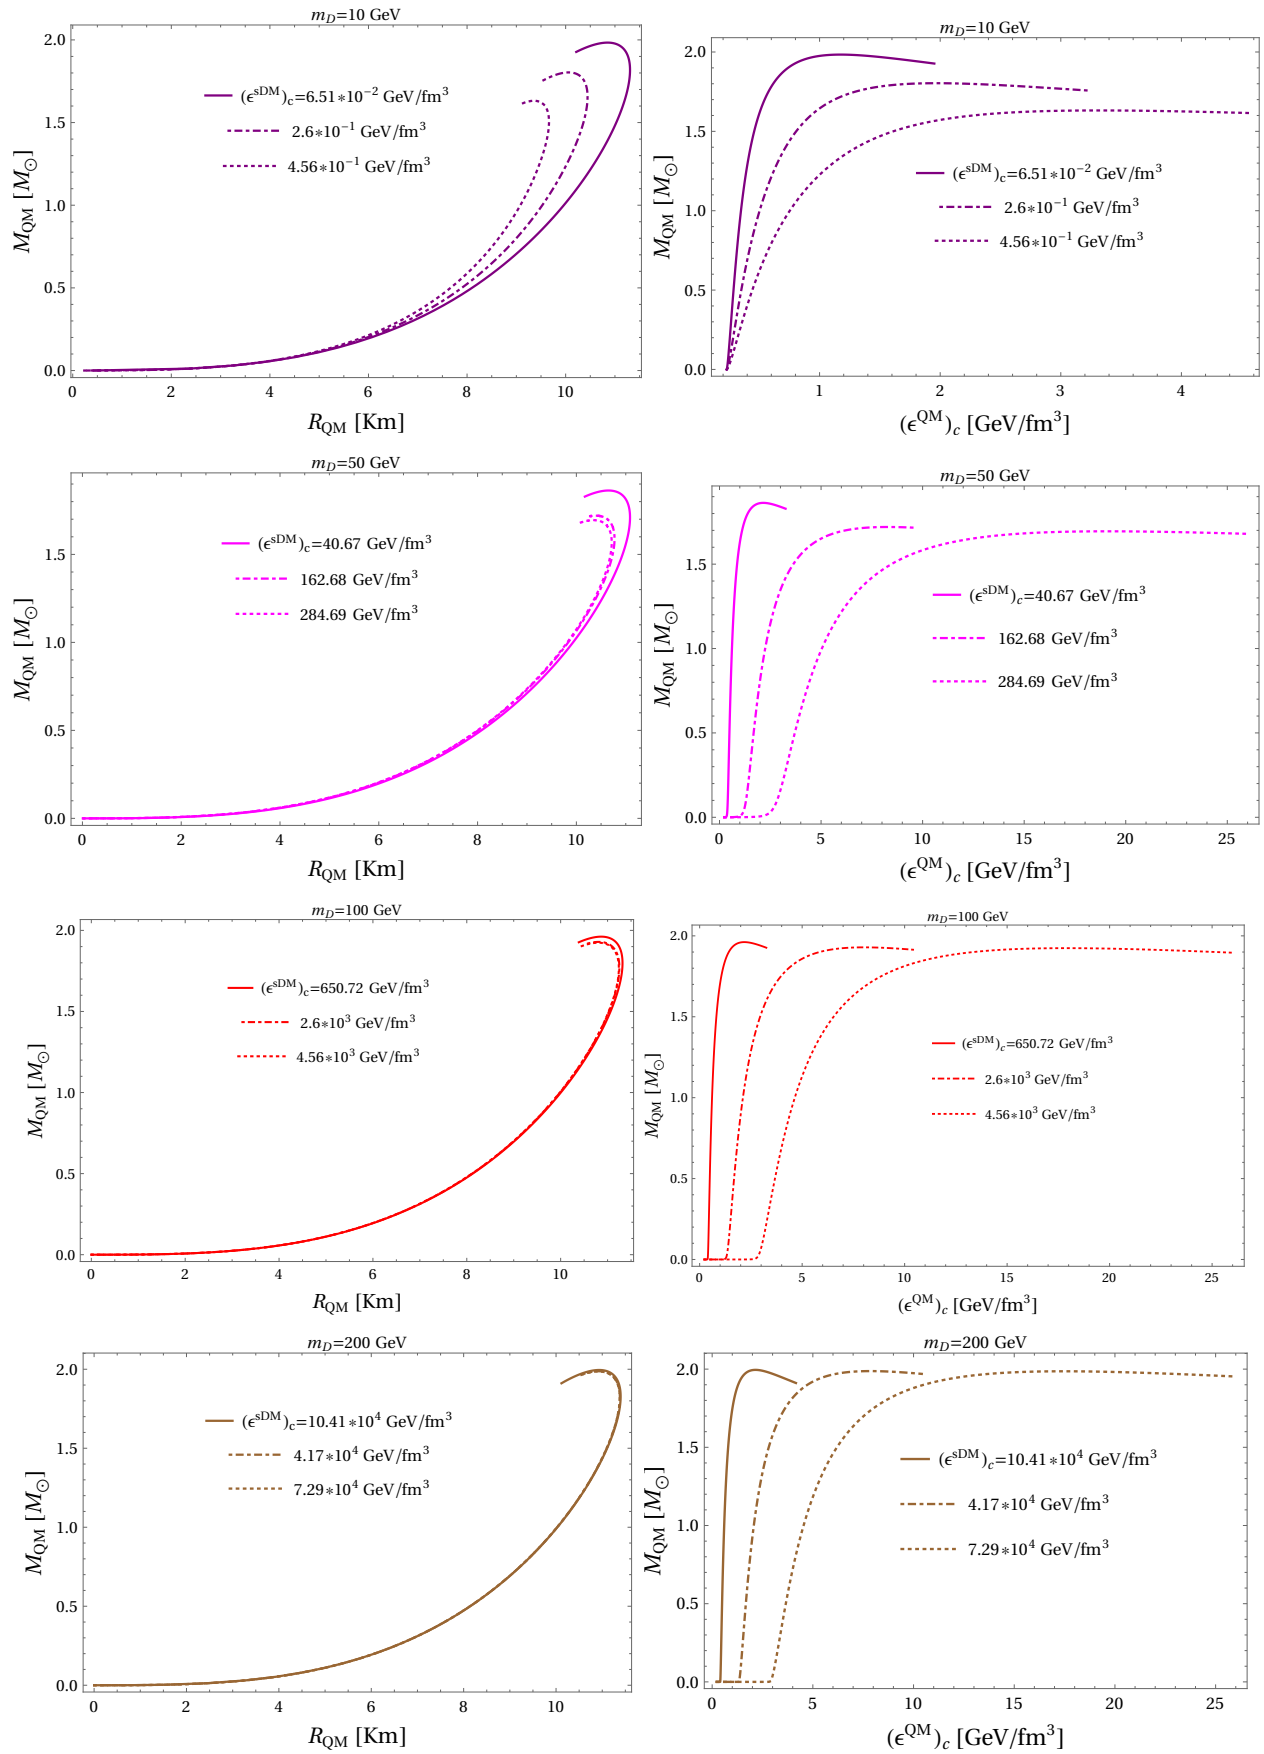 m_D=10 GeV
2.0
1.5
1.0
0.5
0.0
(ϵ^sDM)_c=6.51*10^−2 GeV/fm^3
2.6*10^−1 GeV/fm^3
4.56*10^−1 GeV/fm^3
M_QM [M_⊙]
0 2 4 6 8 10
R_QM [Km]
m_D=10 GeV
2.0
1.5
1.0
0.5
0.0
(ϵ^sDM)_c=6.51*10^−2 GeV/fm^3
2.6*10^−1 GeV/fm^3
4.56*10^−1 GeV/fm^3
M_QM [M_⊙]
1 2 3 4
(ϵ^QM)_c [GeV/fm^3]
m_D=50 GeV
1.5
1.0
0.5
0.0
(ϵ^sDM)_c=40.67 GeV/fm^3
162.68 GeV/fm^3
284.69 GeV/fm^3
M_QM [M_⊙]
0 2 4 6 8 10
R_QM [Km]
m_D=50 GeV
1.5
1.0
0.5
0.0
(ϵ^sDM)_c=40.67 GeV/fm^3
162.68 GeV/fm^3
284.69 GeV/fm^3
M_QM [M_⊙]
0 5 10 15 20 25
(ϵ^QM)_c [GeV/fm^3]
m_D=100 GeV
2.0
1.5
1.0
0.5
0.0
(ϵ^sDM)_c=650.72 GeV/fm^3
2.6*10^3 GeV/fm^3
4.56*10^3 GeV/fm^3
M_QM [M_⊙]
0 2 4 6 8 10
R_QM [Km]
m_D=100 GeV
2.0
1.5
1.0
0.5
0.0
(ϵ^sDM)_c=650.72 GeV/fm^3
2.6*10^3 GeV/fm^3
4.56*10^3 GeV/fm^3
M_QM [M_⊙]
0 5 10 15 20 25
(ϵ^QM)_c [GeV/fm^3]
m_D=200 GeV
2.0
1.5
1.0
0.5
0.0
(ϵ^sDM)_c=10.41*10^4 GeV/fm^3
4.17*10^4 GeV/fm^3
7.29*10^4 GeV/fm^3
M_QM [M_⊙]
0 2 4 6 8 10
R_QM [Km]
m_D=200 GeV
2.0
1.5
1.0
0.5
0.0
(ϵ^sDM)_c=10.41*10^4 GeV/fm^3
4.17*10^4 GeV/fm^3
7.29*10^4 GeV/fm^3
M_QM [M_⊙]
0 5 10 15 20 25
(ϵ^QM)_c [GeV/fm^3]